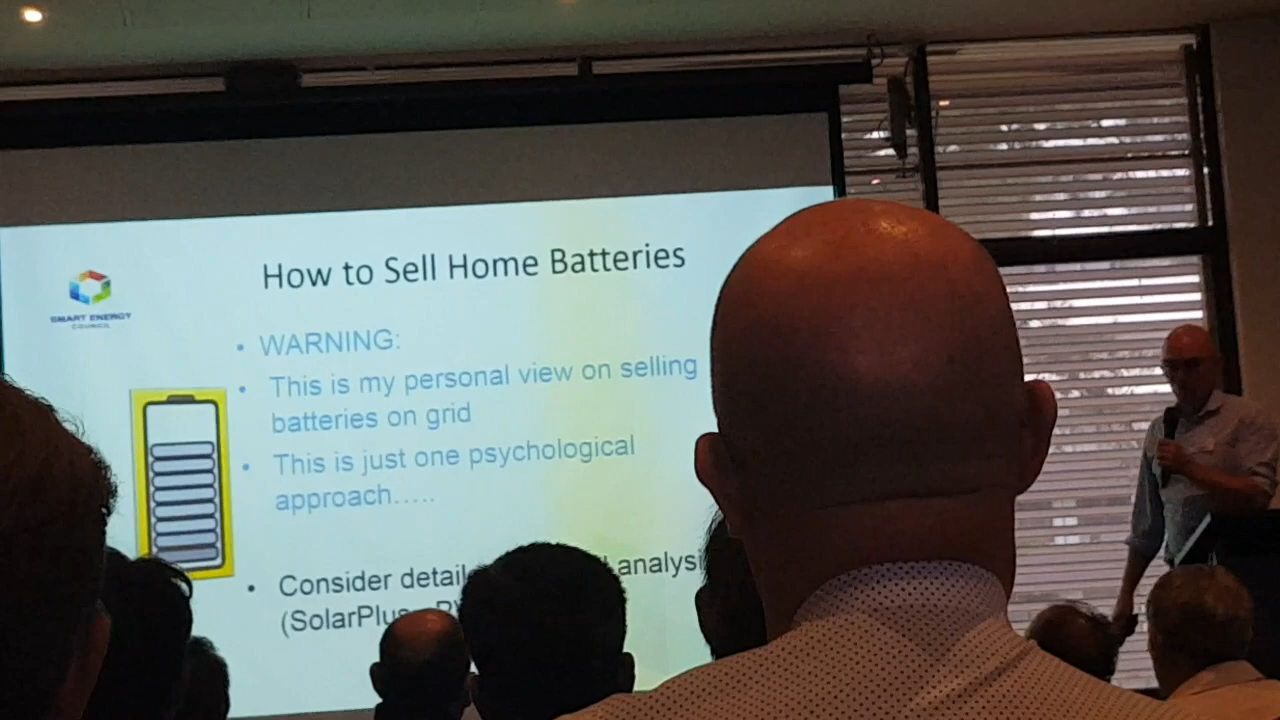 How to Sell Home Batteries
SMART ENERGY
COUNCIL
• WARNING:
• This is my personal view on selling
batteries on grid
• This is just one psychological
approach.....
• Consider
(SolarPlus